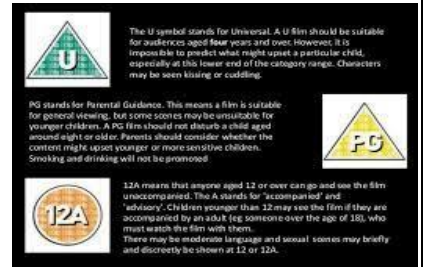 The U symbol stands for Universal. A U film should be suitable
for audiences aged four years and over. However, it is
impossible to predict what might upset a particular child,
especially at this lower end of the category range. Characters
may be seen kissing or cuddling.
U
PG stands for Parental Guidance. This means a film is suitable
for general viewing, but some scenes may be unsuitable for
younger children. A PG film should not disturb a child aged
around eight or older. Parents should consider whether the
content might upset younger or more sensitive children.
Smoking and drinking will not be promoted
PG
12A means that anyone aged 12 or over can go and see the film
unaccompanied. The A stands for 'accompanied' and
'advisory'. Children younger than 12 may see the film if they are
accompanied by an adult (eg someone over the age of 18), who
must watch the film with them.
There may be moderate language and sexual scenes may briefly
and discreetly be shown at 12 or 12A.
12A